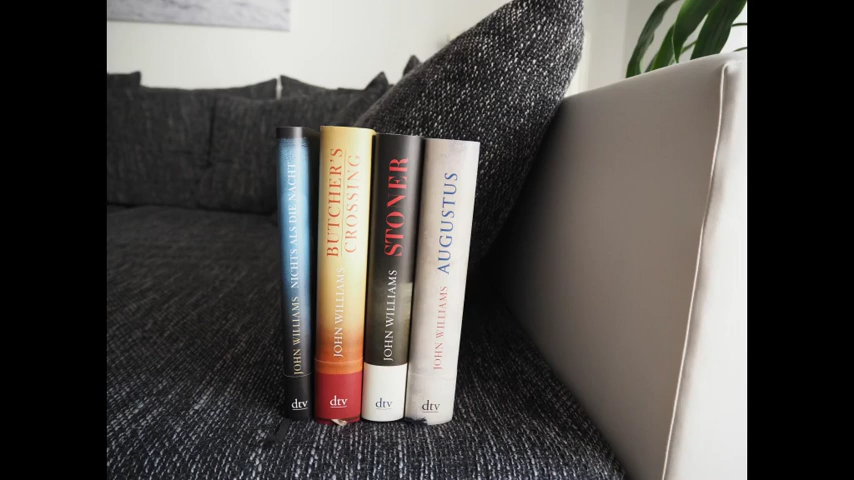 JOHN WILLIAMS NICHTS ALS DIE NACHT
dtv
JOHN WILLIAMS BUTCHER'S
CROSSING
dtv
JOHN WILLIAMS STONER
dtv
JOHN WILLIAMS AUGUSTUS
dtv